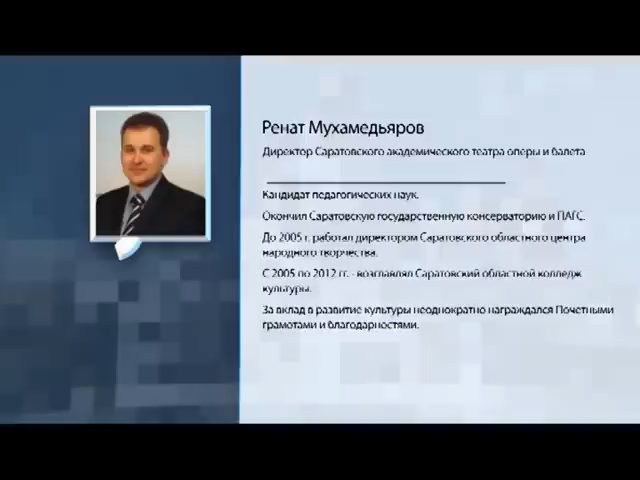 Ренат Мухамедьяров
Директор Саратовского академического театра оперы и балета
Кандидат педагогических наук.
Окончил Саратовскую государственную консерваторию и ПАГС.
До 2005 г. работал директором Саратовского областного центра
народного творчества.
С 2005 по 2012 гг. - возглавлял Саратовский областной колледж
культуры.
За вклад в развитие культуры неоднократно награждался Почетными
грамотами и благодарностями.